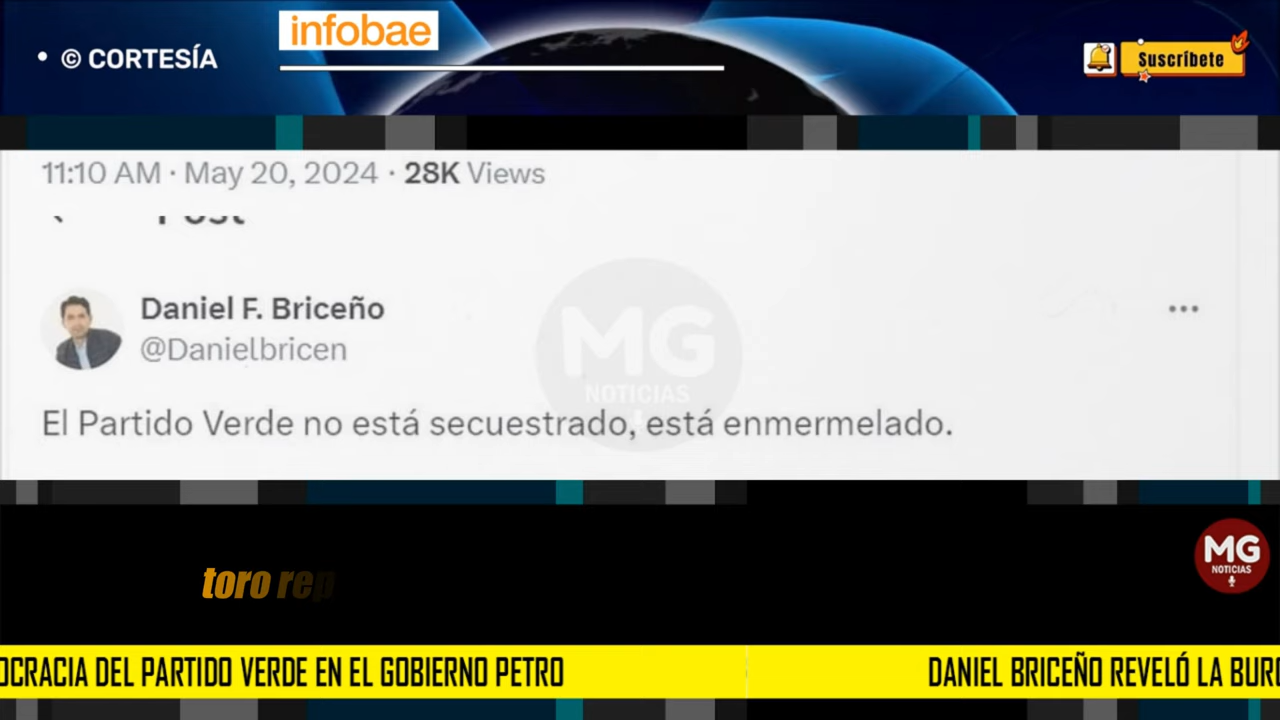 infobae
• © CORTESÍA
Suscríbete
11:10 AM · May 20, 2024 · 28K Views
Post
Daniel F. Briceño
@Danielbricen
El Partido Verde no está secuestrado, está enmermelado.
MG
NOTICIAS
toro rep
MG
NOTICIAS
OCRACIA DEL PARTIDO VERDE EN EL GOBIERNO PETRO
DANIEL BRICEÑO REVELÓ LA BURO